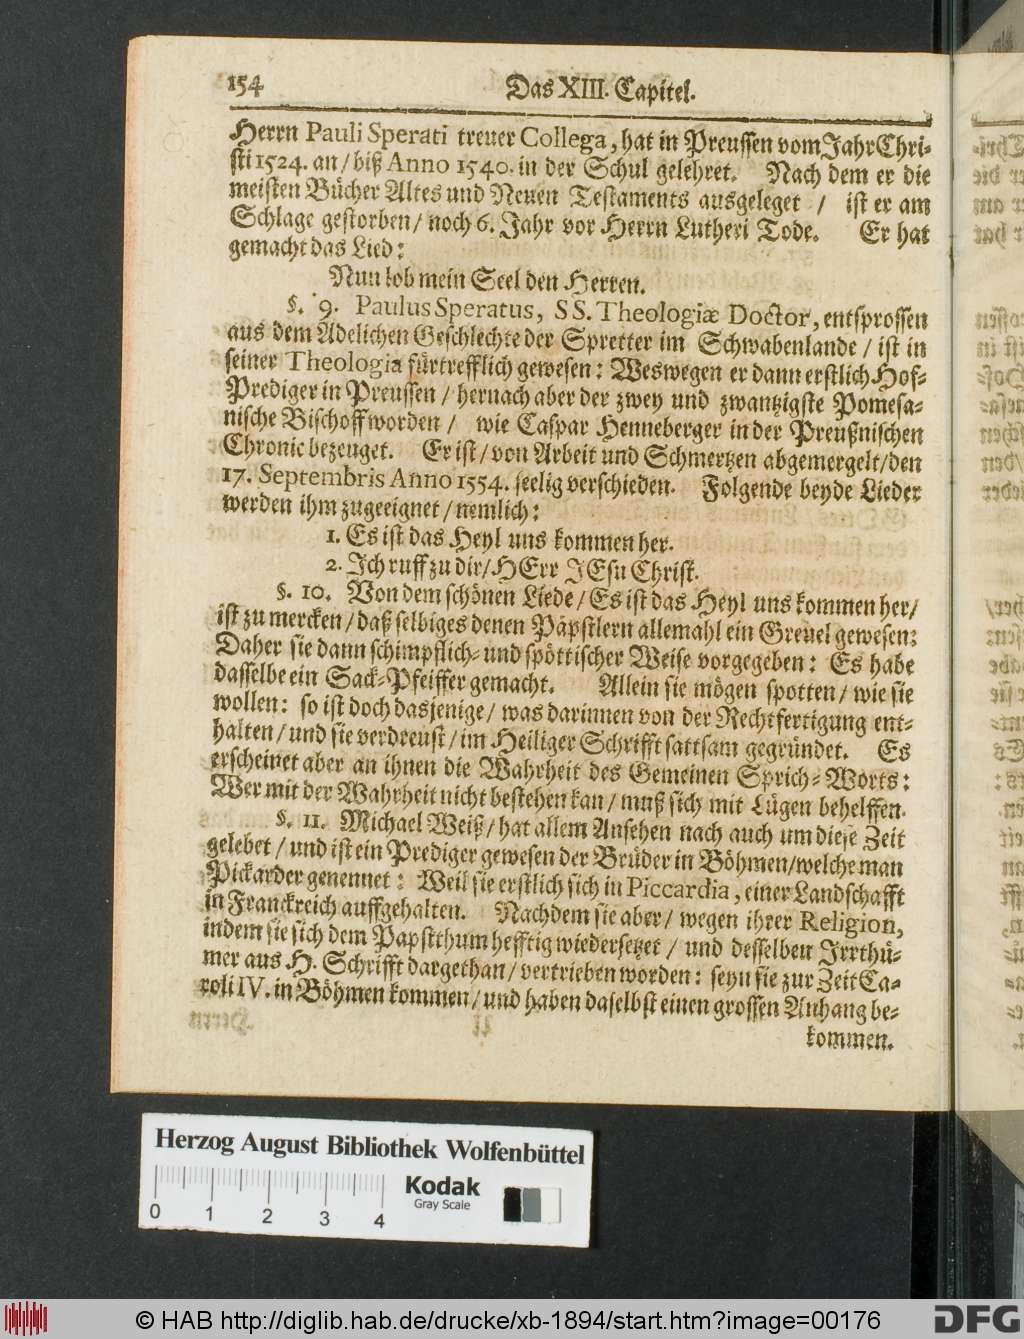 154 Das XIII. Capitel.
Herrn Pauli Sperati treuer Collega, hat in Preussen vom Jahr Chri-
sti 1524. an / biß Anno 1540. in der Schul gelehret. Nach dem er die
meisten Bücher Altes und Neuen Testaments ausgeleget / ist er am
Schlage gestorben / noch 6. Jahr vor Herrn Lutheri Tode. Er hat
gemacht das Lied:
Nun lob mein Seel den Herren.
§. 9. Paulus Speratus, SS. Theologiæ Doctor, entsprossen
aus dem Adelichen Geschlechte der Spretter im Schwabenlande / ist in
seiner Theologia fürtrefflich gewesen: Weswegen er dann erstlich Hof-
Prediger in Preussen / hernach aber der zwey und zwantzigste Pomesa-
nische Bischoff worden / wie Caspar Henneberger in der Preußnischen
Chronic bezeuget. Er ist / von Arbeit und Schmertzen abgemergelt / den
17. Septembris Anno 1554. seelig verschieden. Folgende beyde Lieder
werden ihm zugeeignet / nemlich:
1. Es ist das Heyl uns kommen her.
2. Ich ruff zu dir / HErr JEsu Christ.
§. 10. Von dem schönen Liede / Es ist das Heyl uns kommen her /
ist zu mercken / daß selbiges denen Päpstlern allemahl ein Greuel gewesen:
Daher sie dann schimpflich- und spöttischer Weise vorgegeben: Es habe
dasselbe ein Sack-Pfeiffer gemacht. Allein sie mögen spotten / wie sie
wollen: so ist doch dasjenige / was darinnen von der Rechtfertigung ent-
halten / und sie verdreust / im Heiliger Schrifft sattsam gegründet. Es
erscheinet aber an ihnen die Wahrheit des Gemeinen Sprich-Worts:
Wer mit der Wahrheit nicht bestehen kan / muß sich mit Lügen behelffen.
§. 11. Michael Weiß / hat allem Ansehen nach auch um diese Zeit
gelebet / und ist ein Prediger gewesen der Brüder in Böhmen / welche man
Pickarder genennet: Weil sie erstlich sich in Piccardia, einer Landschafft
in Franckreich auffgehalten. Nachdem sie aber / wegen ihrer Religion,
indem sie sich dem Papstthum hefftig wiedersetzet / und desselben Irrthü-
mer aus H. Schrifft dargethan / vertrieben worden: seyn sie zur Zeit Ca-
roli IV. in Böhmen kommen / und haben daselbst einen grossen Anhang be-
kommen.
Herzog August Bibliothek Wolfenbüttel
Kodak
Gray Scale
0 1 2 3 4
© HAB http://diglib.hab.de/drucke/xb-1894/start.htm?image=00176
DFG